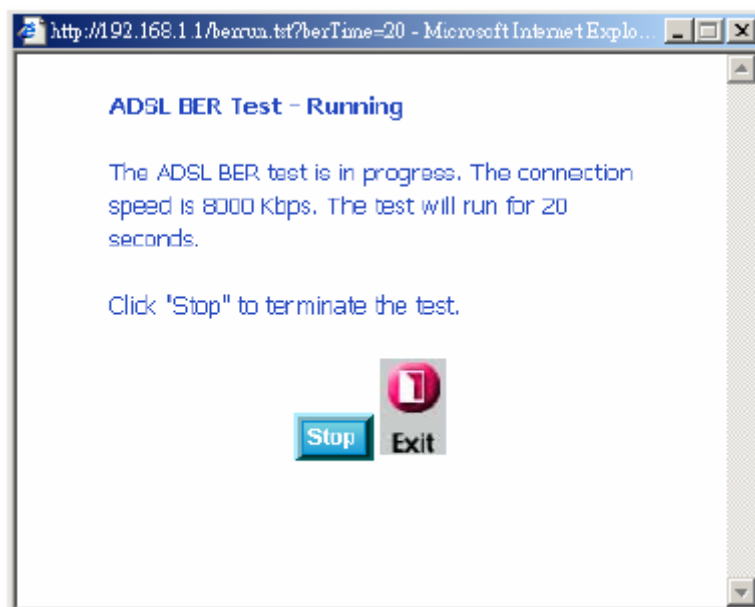 http://192.168.1.1/berrun.tst?berTime=20 - Microsoft Internet Explo...
ADSL BER Test - Running
The ADSL BER test is in progress. The connection
speed is 8000 Kbps. The test will run for 20
seconds.
Click "Stop" to terminate the test.
Stop
Exit